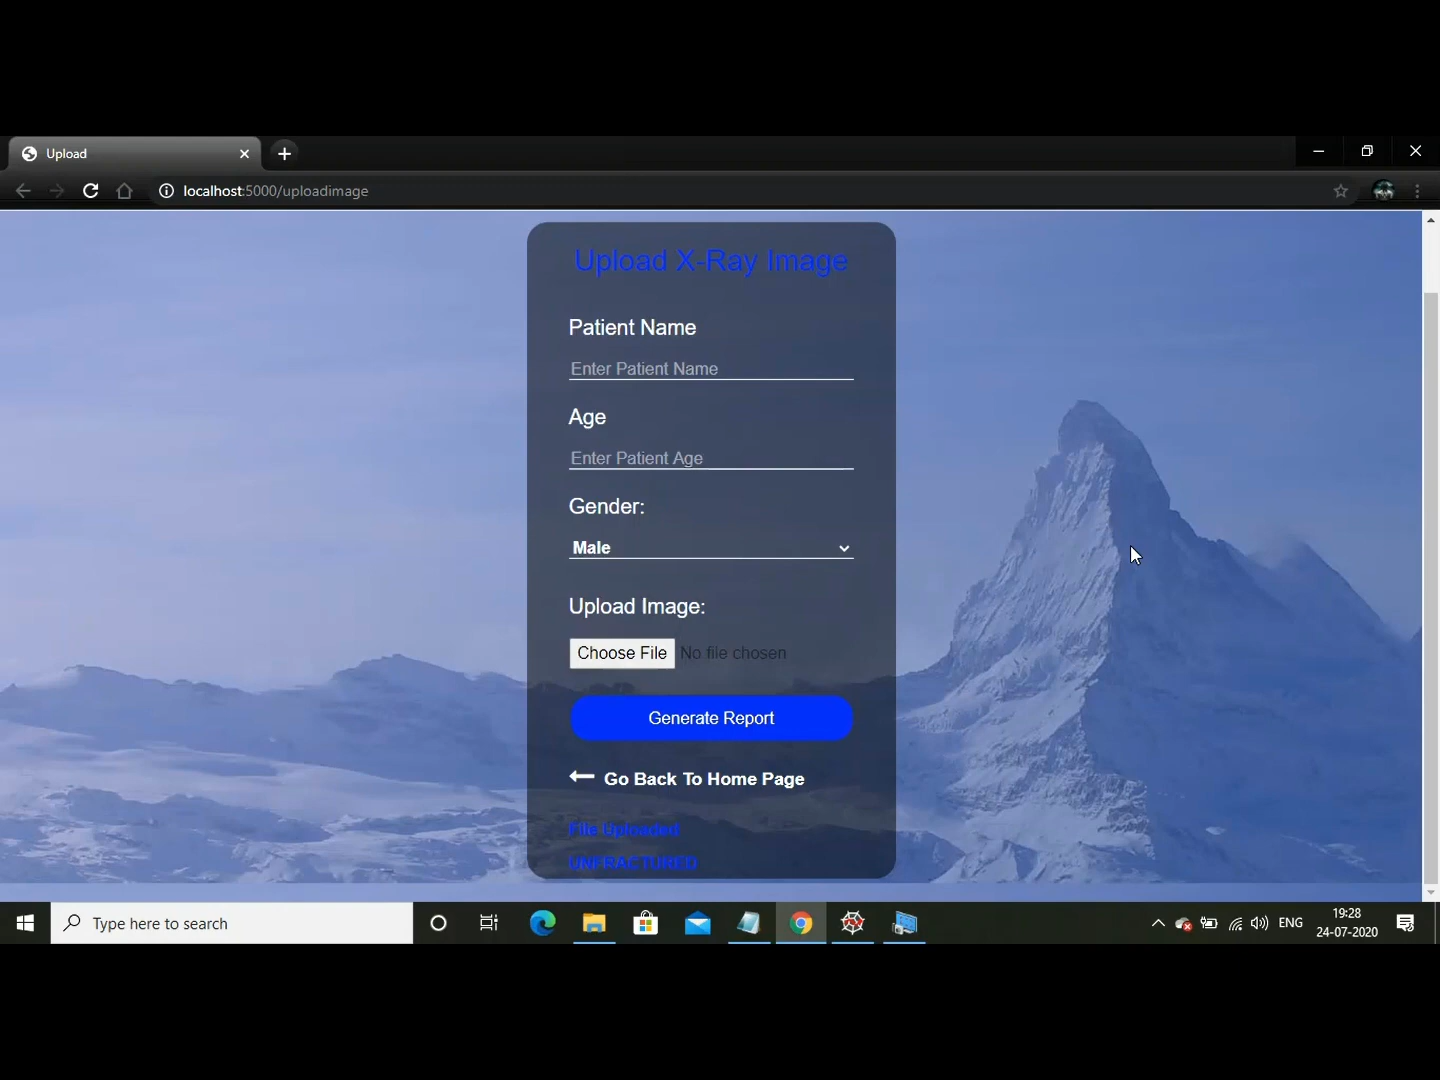 Upload
localhost:5000/uploadimage
Upload X-Ray Image
Patient Name
Enter Patient Name
Age
Enter Patient Age
Gender:
Male
Upload Image:
Choose File No file chosen
Generate Report
Go Back To Home Page
File Uploaded
UNFRACTURED
Type here to search
ENG
19:28
24-07-2020